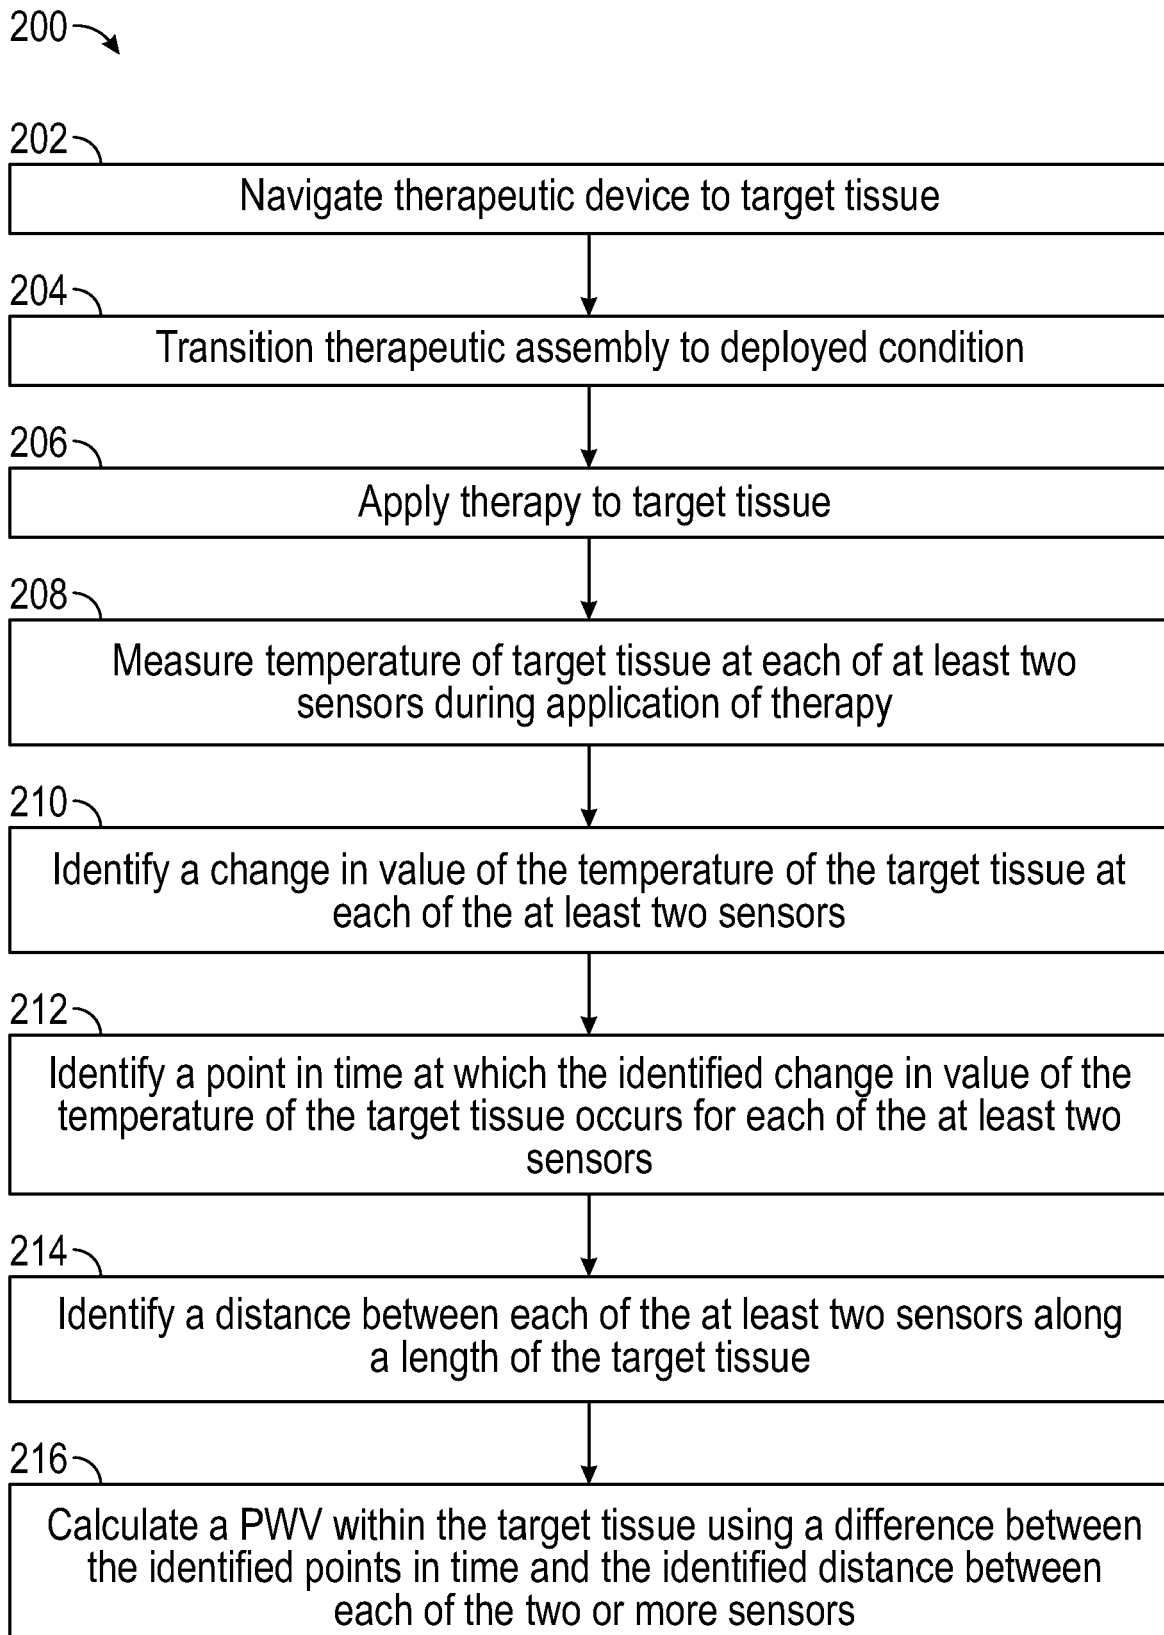 200
202
Navigate therapeutic device to target tissue
204
Transition therapeutic assembly to deployed condition
206
Apply therapy to target tissue
208
Measure temperature of target tissue at each of at least two
sensors during application of therapy
210
Identify a change in value of the temperature of the target tissue at
each of the at least two sensors
212
Identify a point in time at which the identified change in value of the
temperature of the target tissue occurs for each of the at least two
sensors
214
Identify a distance between each of the at least two sensors along
a length of the target tissue
216
Calculate a PWV within the target tissue using a difference between
the identified points in time and the identified distance between
each of the two or more sensors